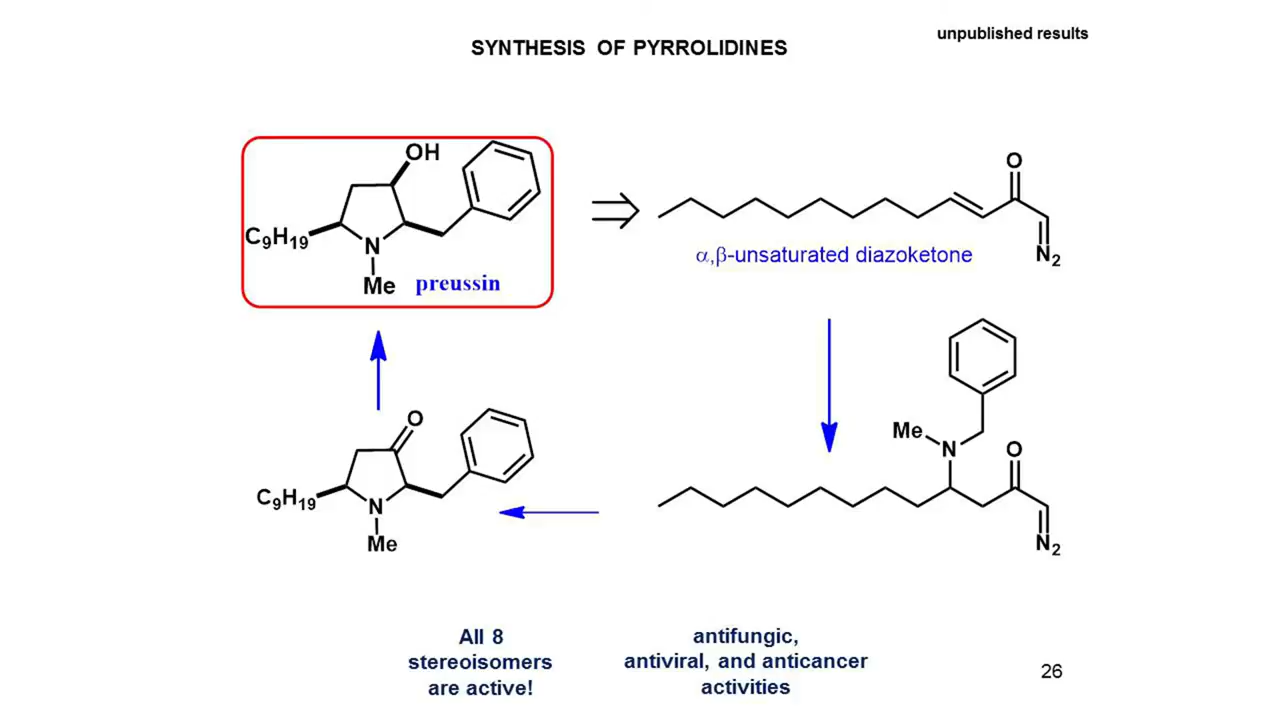 unpublished results
SYNTHESIS OF PYRROLIDINES
OH
C9H19
N
Me
preussin
O
N2
α,β-unsaturated diazoketone
O
C9H19
N
Me
Me
N
O
N2
All 8
stereoisomers
are active!
antifungic,
antiviral, and anticancer
activities
26